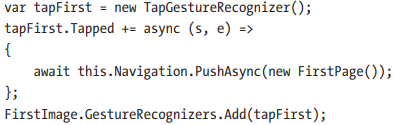 var tapFirst = new TapGestureRecognizer();
tapFirst.Tapped += async (s, e) =>
{
    await this.Navigation.PushAsync(new FirstPage());
};
FirstImage.GestureRecognizers.Add(tapFirst);